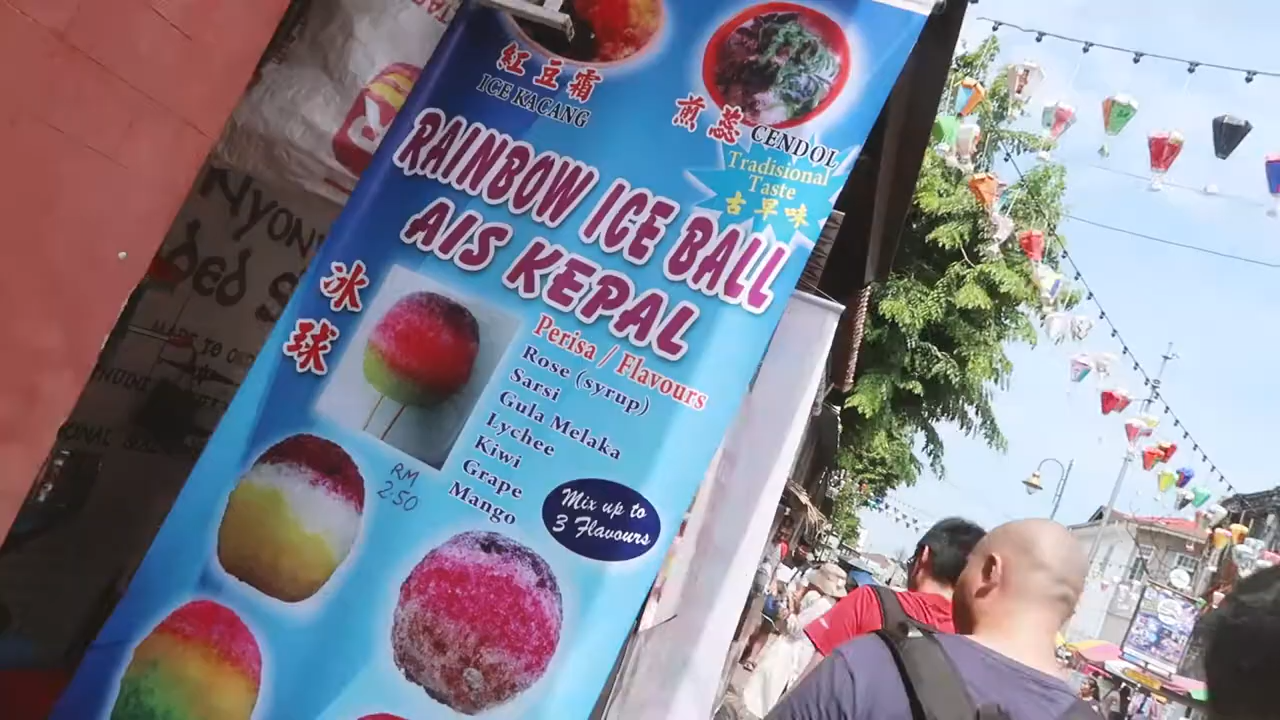 紅豆霜
ICE KACANG
煎蕊
CENDOL
Tradisional
Taste
古早味
RAINBOW ICE BALL
AIS KEPAL
冰
球
Perisa / Flavours
Rose (syrup)
Sarsi
Gula Melaka
Lychee
Kiwi
Grape
Mango
RM
2.50
Mix up to
3 Flavours